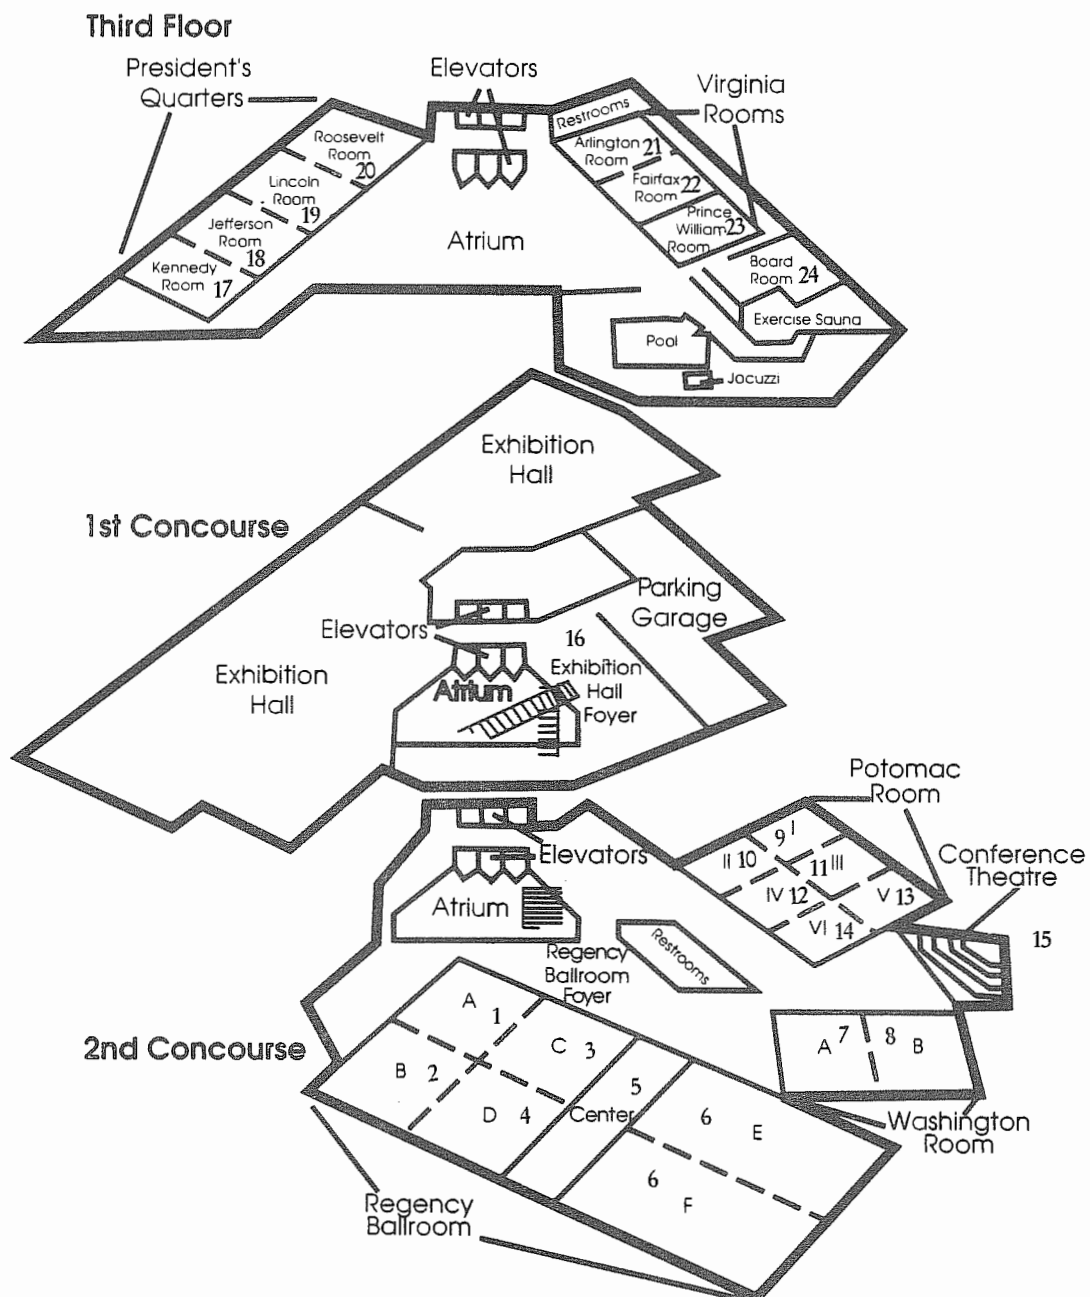 Third Floor
President's
Quarters
Elevators
Virginia
Rooms
Restrooms
Roosevelt
Room
20
Lincoln
Room
19
Jefferson
Room
18
Kennedy
Room 17
Atrium
Arlington 21
Room
Fairfax 22
Room
Prince
William 23
Room
Board
Room 24
Exercise Sauna
Pool
Jocuzzi
1st Concourse
Exhibition
Hall
Parking
Garage
Elevators
16
Exhibition
Hall
Foyer
Atrium
Exhibition
Hall
2nd Concourse
Potomac
Room
Conference
Theatre
15
Elevators
Atrium
9 I
II 10
11 III
IV 12
V 13
VI 14
Restrooms
Regency
Ballroom
Foyer
A 1
B 2
C 3
D 4
5
Center
6 E
6 F
A 7
8 B
Washington
Room
Regency
Ballroom